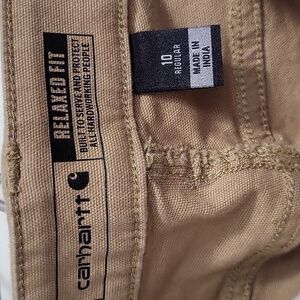 RELAXED FIT
BUILT TO SERVE AND PROTECT
ALL HARDWORKING PEOPLE
carhartt
10
REGULAR
MADE IN
INDIA